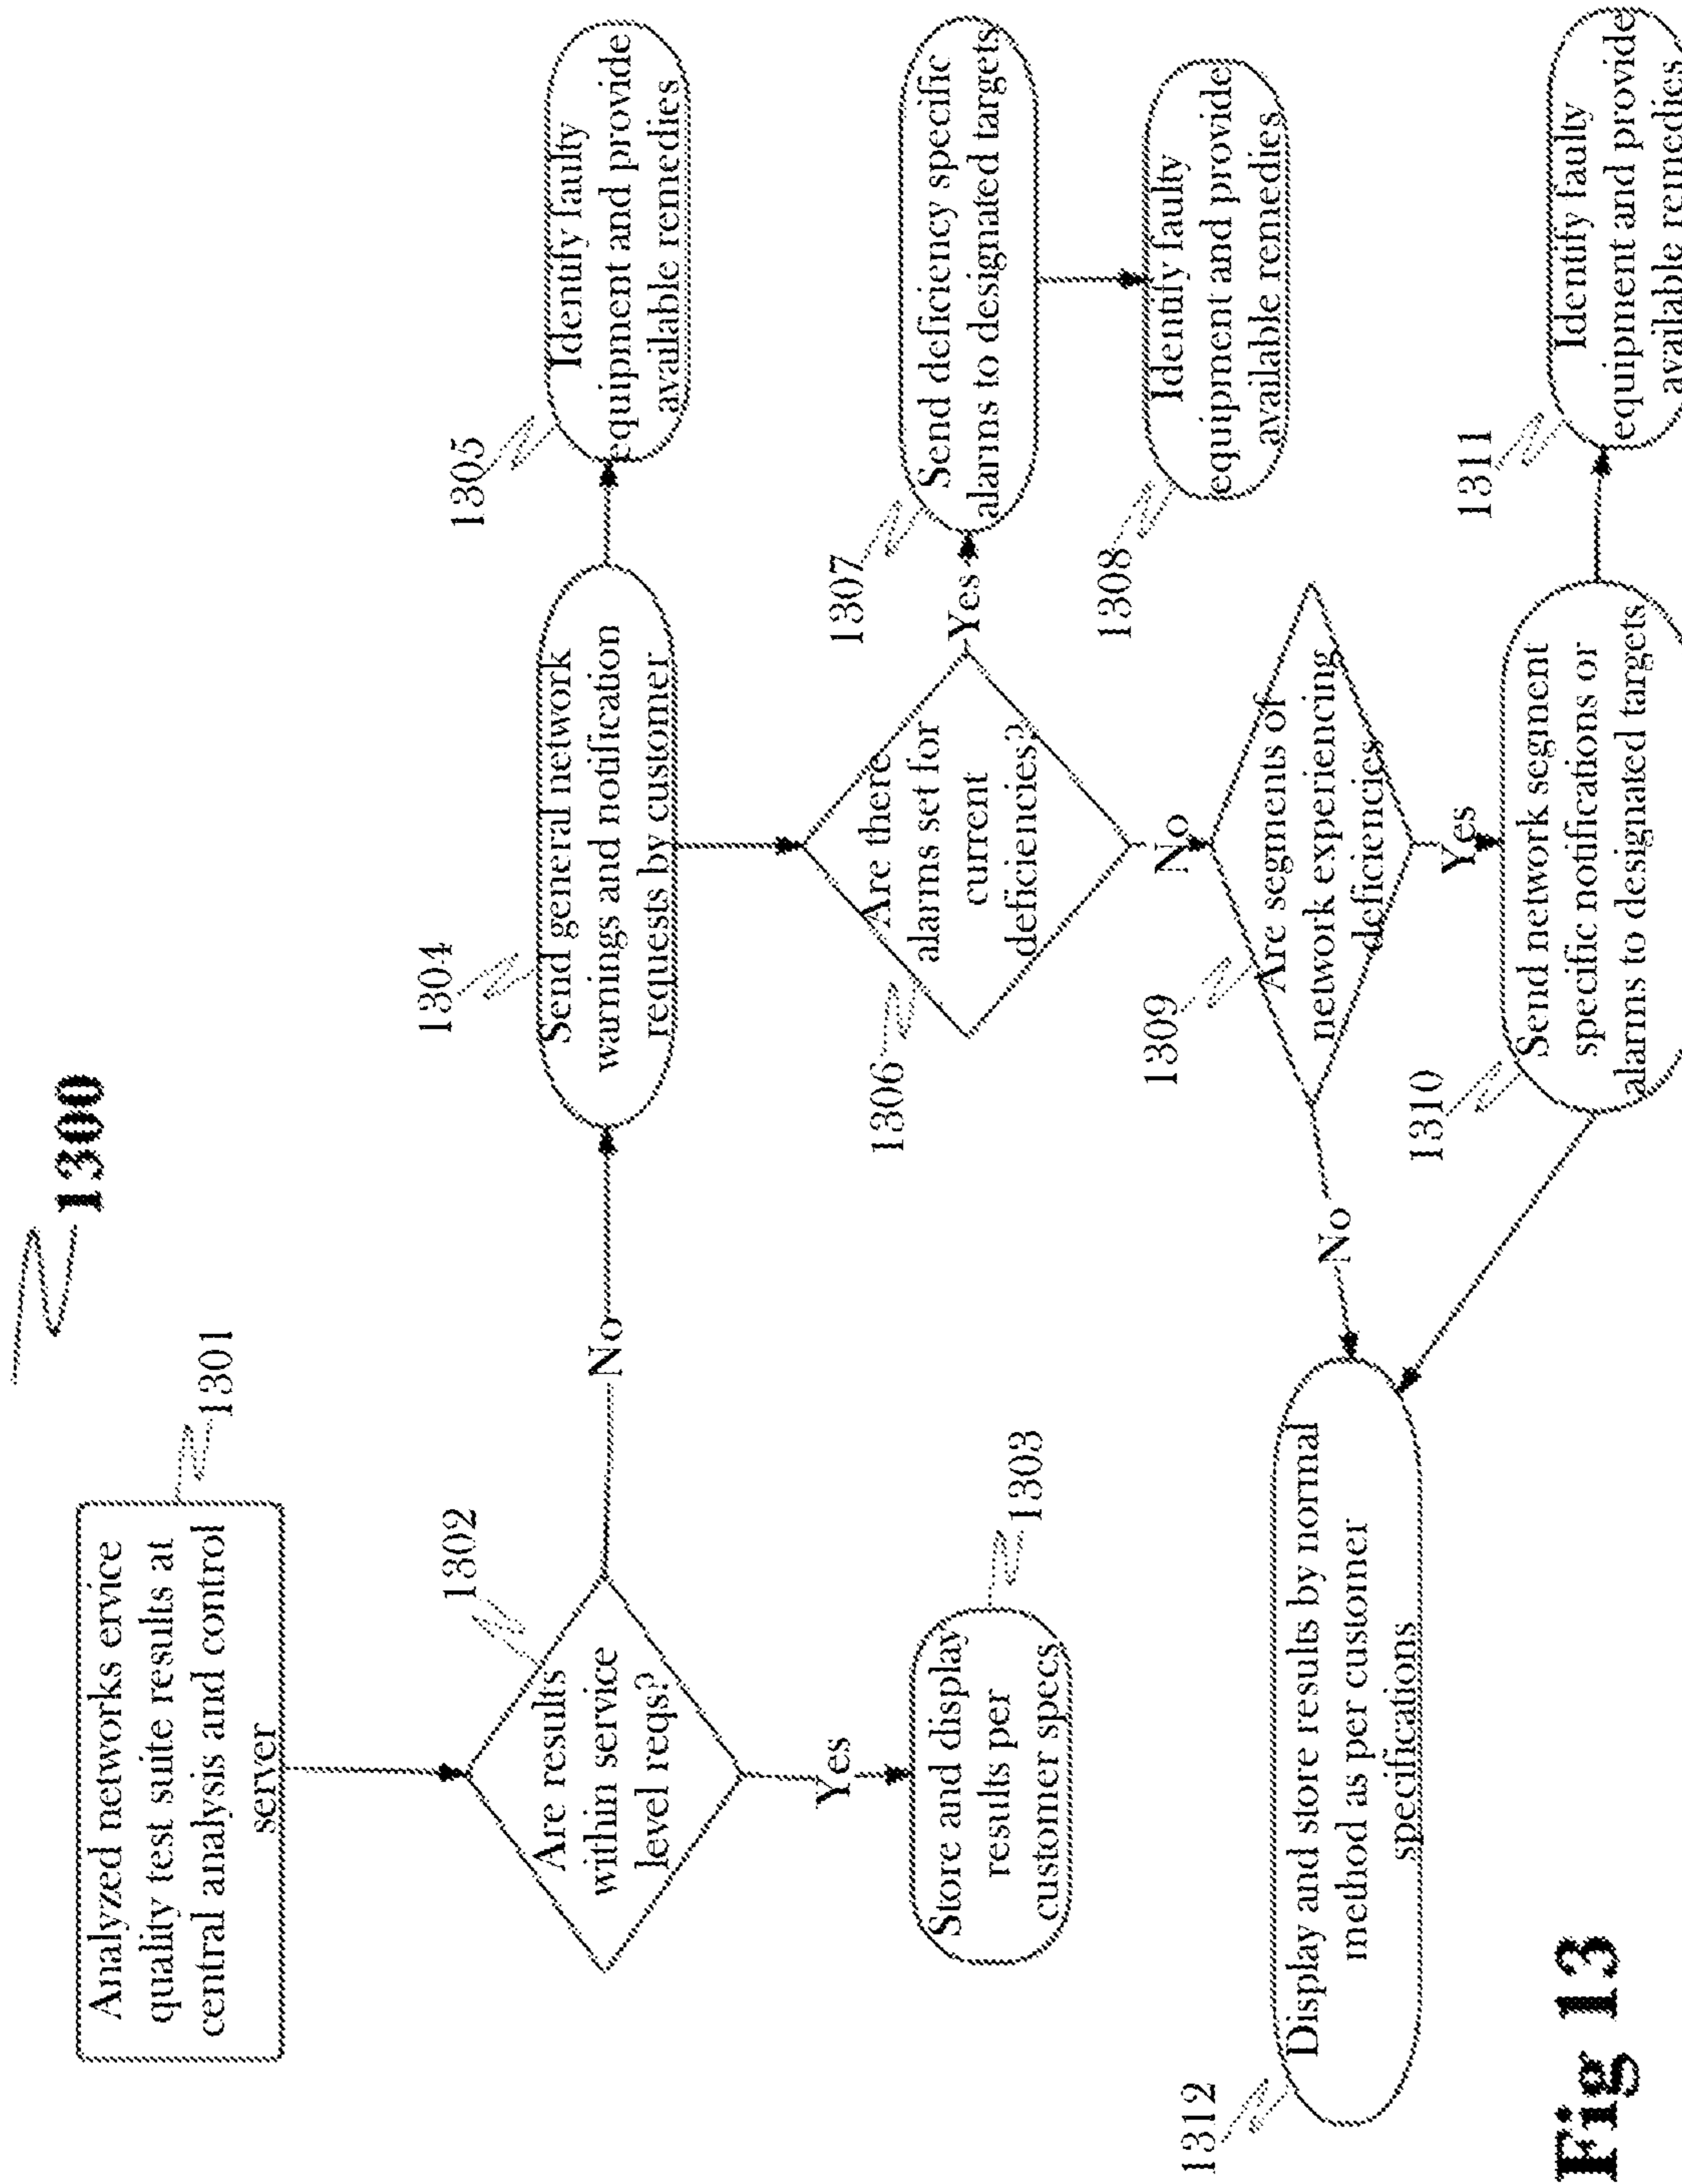 1300
Analyzed networks ervice
quality test suite results at
central analysis and control
server
1301
Are results
within service
level reqs?
1302
Yes
Store and display
results per
customer specs
1303
No
Send general network
warnings and notification
requests by customer
1304
Identify faulty
equipment and provide
available remedies
1305
Are there
alarms set for
current
deficiencies?
1306
Yes
Send deficiency specific
alarms to designated targets
1307
Identify faulty
equipment and provide
available remedies
1308
No
Are segments of
network experiencing
deficiencies
1309
Yes
Send network segment
specific notifications or
alarms to designated targets
1310
Identify faulty
equipment and provide
available remedies
1311
No
Display and store results by normal
method as per customer
specifications
1312
Fig 13